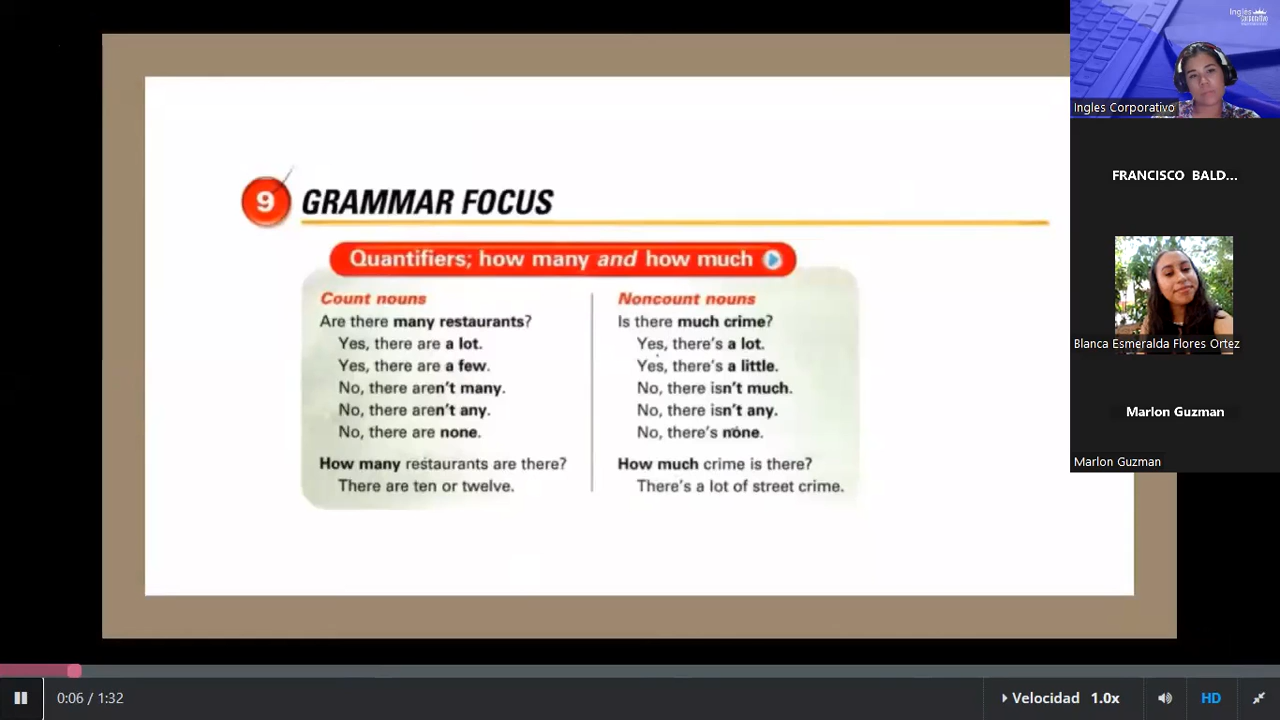 9 GRAMMAR FOCUS
Quantifiers; how many and how much
Count nouns
Are there many restaurants?
Yes, there are a lot.
Yes, there are a few.
No, there aren't many.
No, there aren't any.
No, there are none.
How many restaurants are there?
There are ten or twelve.
Noncount nouns
Is there much crime?
Yes, there's a lot.
Yes, there's a little.
No, there isn't much.
No, there isn't any.
No, there's none.
How much crime is there?
There's a lot of street crime.
Ingles
Corporativo
Ingles Corporativo
FRANCISCO BALD...
Blanca Esmeralda Flores Ortez
Marlon Guzman
Marlon Guzman
0:06 / 1:32
Velocidad 1.0x
HD